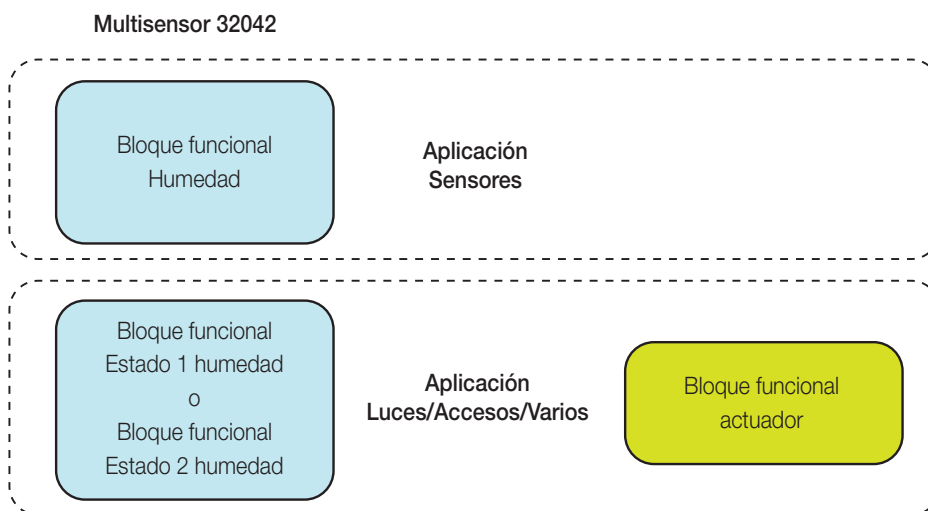 Multisensor 32042
Bloque funcional
Humedad
Aplicación
Sensores
Bloque funcional
Estado 1 humedad
o
Bloque funcional
Estado 2 humedad
Aplicación
Luces/Accesos/Varios
Bloque funcional
actuador